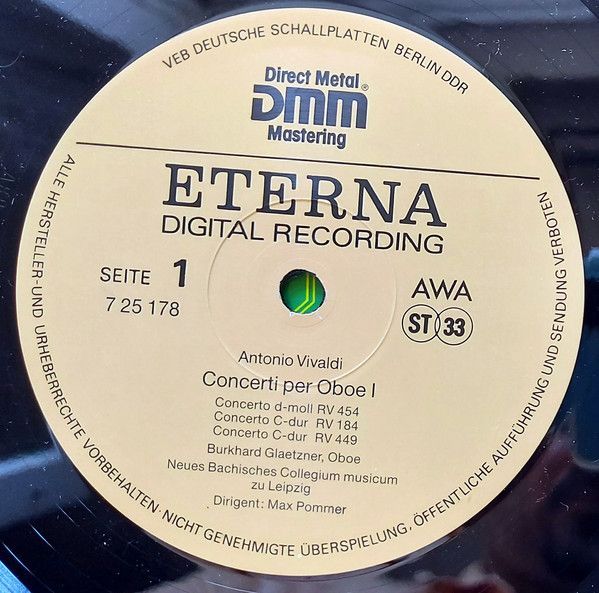 VEB DEUTSCHE SCHALLPLATTEN BERLIN DDR
Direct Metal
DMM®
Mastering
ETERNA
DIGITAL RECORDING
SEITE 1
7 25 178
AWA
ST 33
Antonio Vivaldi
Concerti per Oboe I
Concerto d-moll RV 454
Concerto C-dur RV 184
Concerto C-dur RV 449
Burkhard Glaetzner, Oboe
Neues Bachisches Collegium musicum
zu Leipzig
Dirigent: Max Pommer
ALLE HERSTELLER- UND URHEBERRECHTE VORBEHALTEN · NICHT GENEHMIGTE ÜBERSPIELUNG, ÖFFENTLICHE AUFFÜHRUNG UND SENDUNG VERBOTEN